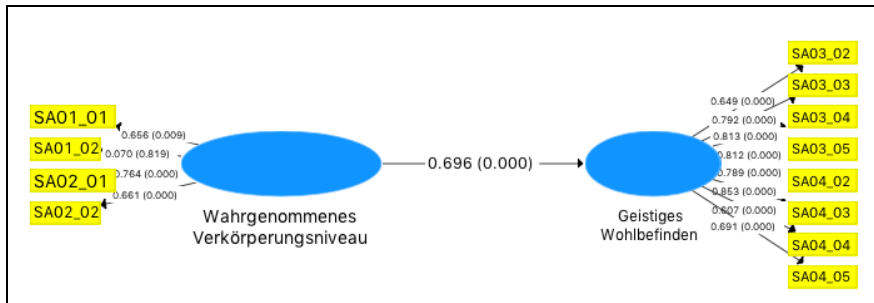 SA01_01
0.656 (0.009)
SA01_02
0.070 (0.819)
SA02_01
0.764 (0.000)
SA02_02
0.661 (0.000)
Wahrgenommenes
Verkörperungsniveau
0.696 (0.000)
Geistiges
Wohlbefinden
SA03_02
0.649 (0.000)
SA03_03
0.792 (0.000)
SA03_04
0.813 (0.000)
SA03_05
0.812 (0.000)
SA04_02
0.789 (0.000)
SA04_03
0.853 (0.000)
SA04_04
0.607 (0.000)
SA04_05
0.691 (0.000)